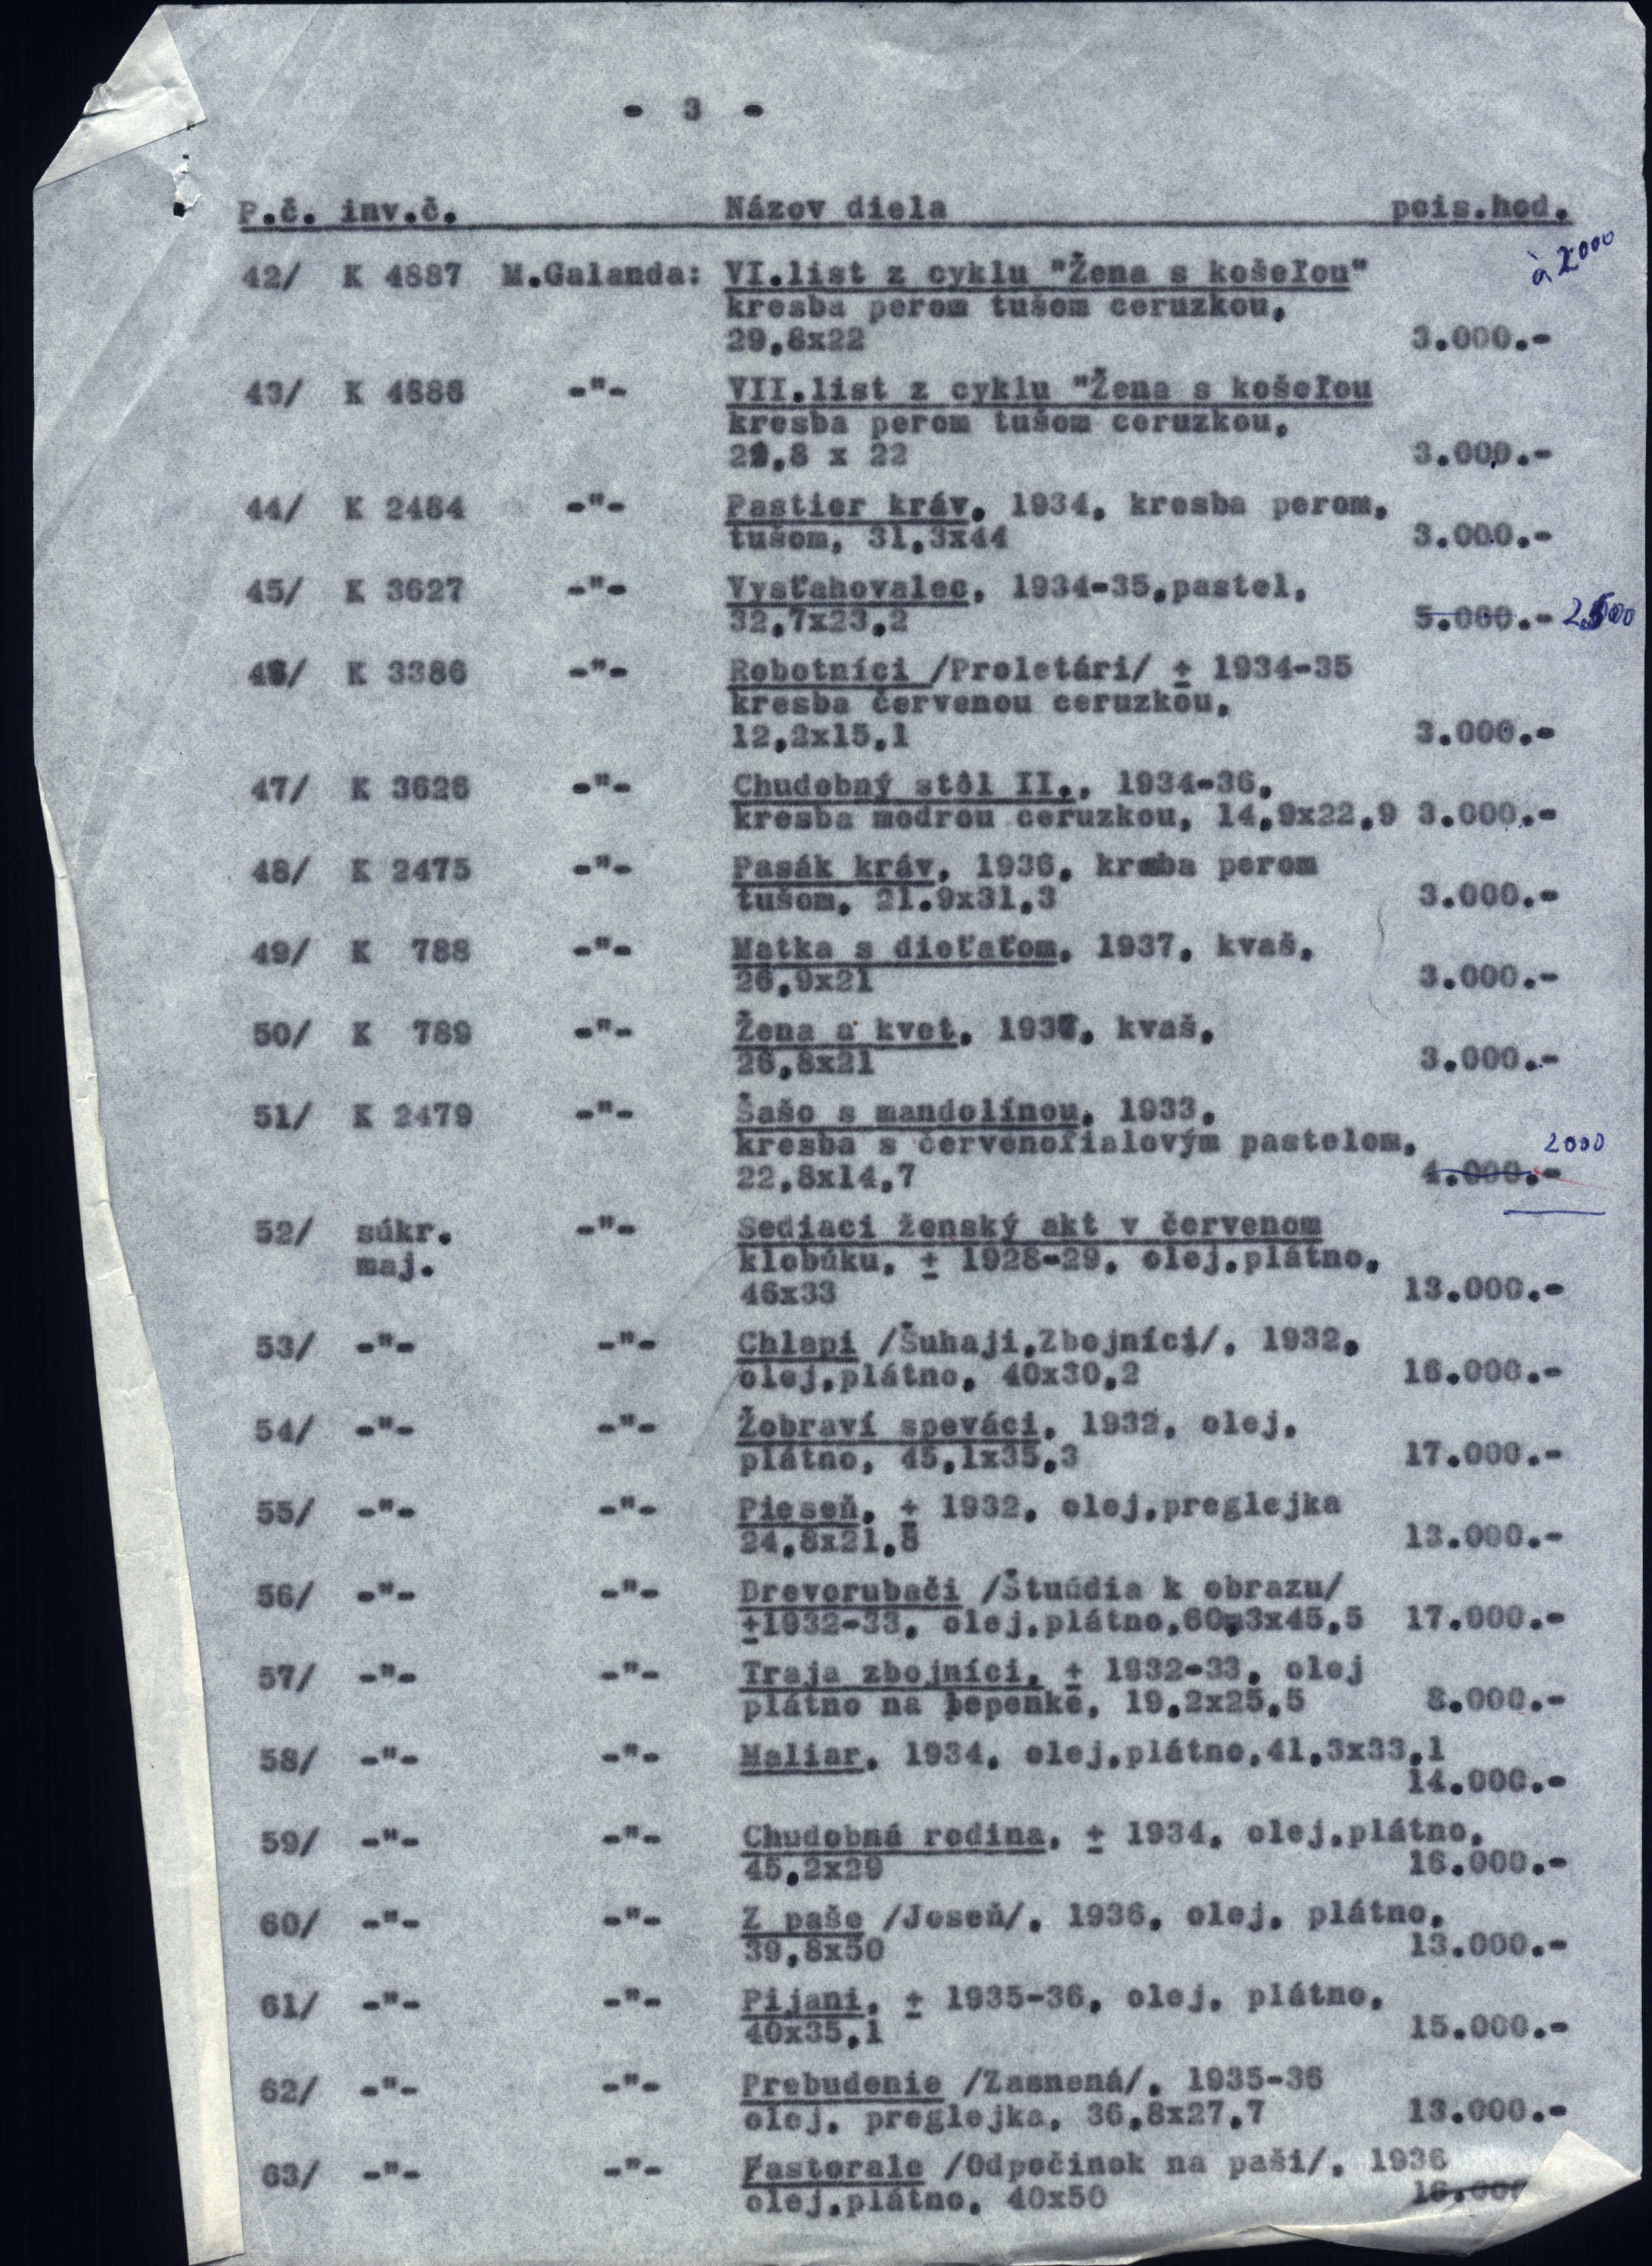 - 3 -
P.č. inv.č. Názov diela pois.hod.
à 2000
42/ K 4887 M.Galanda: VI.list z cyklu "Žena s košeľou"
kresba perom tušom ceruzkou,
29,8x22 3.000.-
43/ K 4886 -"- VII.list z cyklu "Žena s košeľou
kresba perom tušom ceruzkou,
29,8 x 22 3.000.-
44/ K 2484 -"- Pastier kráv, 1934, kresba perom,
tušom, 31,3x44 3.000.-
45/ K 3627 -"- Vysťahovalec, 1934-35,pastel,
32,7x23,2 5.000.- 2500
46/ K 3386 -"- Robotníci /Proletári/ ± 1934-35
kresba červenou ceruzkou,
12,2x15,1 3.000.-
47/ K 3626 -"- Chudobný stôl II., 1934-36,
kresba modrou ceruzkou, 14,9x22,9 3.000.-
48/ K 2475 -"- Pasák kráv, 1936, kresba perom
tušom, 21.9x31,3 3.000.-
49/ K 788 -"- Matka s dieťaťom, 1937, kvaš,
26,9x21 3.000.-
50/ K 789 -"- Žena a kvet, 1937, kvaš,
26,8x21 3.000.-
51/ K 2479 -"- Šašo s mandolínou, 1933,
kresba s červenofialovým pastelom,
2000
22,8x14,7 4.000.-
52/ súkr. -"- Sediaci ženský akt v červenom
maj. klobúku, ± 1928-29, olej,plátno,
46x33 13.000.-
53/ -"- -"- Chlapi /Šuhaji,Zbojníci/, 1932,
olej,plátno, 40x30,2 16.000.-
54/ -"- -"- Žobraví speváci, 1932, olej,
plátno, 45,1x35,3 17.000.-
55/ -"- -"- Pieseň, ± 1932, olej,preglejka
24,8x21,8 13.000.-
56/ -"- -"- Drevorubači /Štuúdia k obrazu/
±1932-33, olej,plátno,60,3x45,5 17.000.-
57/ -"- -"- Traja zbojníci, ± 1932-33, olej
plátno na lepenke, 19,2x25,5 8.000.-
58/ -"- -"- Maliar, 1934, olej,plátno,41,3x33,1
14.000.-
59/ -"- -"- Chudobná rodina, ± 1934, olej,plátno,
45,2x29 16.000.-
60/ -"- -"- Z paše /Jeseň/, 1936, olej, plátno,
39,8x50 13.000.-
61/ -"- -"- Pijani, ± 1935-36, olej, plátno,
40x35,1 15.000.-
62/ -"- -"- Prebudenie /Zasnená/, 1935-36
olej, preglejka, 36,8x27,7 13.000.-
63/ -"- -"- Pastorale /Odpočinok na paši/, 1936
olej,plátno, 40x50 16.000